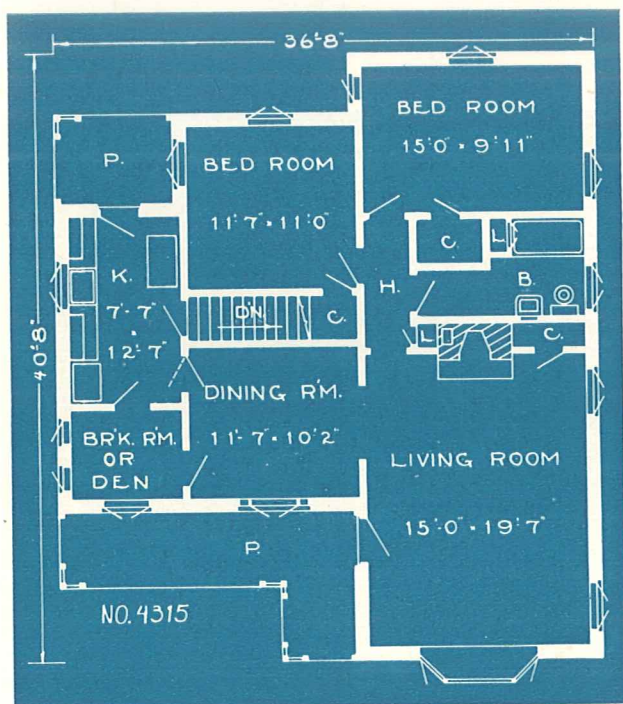 36'-8"
BED ROOM
15'-0" × 9'-11"
P.
BED ROOM
11'-7" × 11'-0"
40'-8"
K.
7'-7"
×
12'-7"
C.
L.
H.
B.
D'N.
C.
L.
C.
DINING R'M.
11'-7" × 10'-2"
BR'K. R'M.
OR
DEN
LIVING ROOM
15'-0" × 19'-7"
P.
NO. 4315